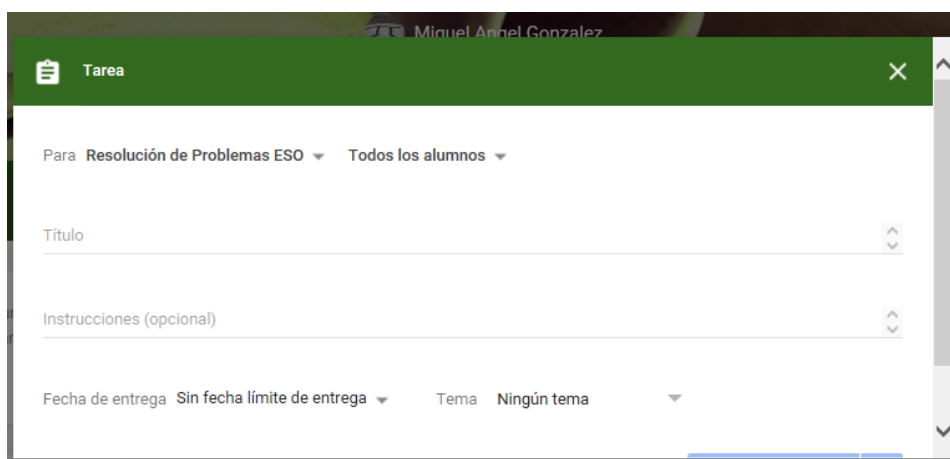 Miguel Angel Gonzalez
Tarea
Para Resolución de Problemas ESO Todos los alumnos
Título
Instrucciones (opcional)
Fecha de entrega Sin fecha límite de entrega Tema Ningún tema